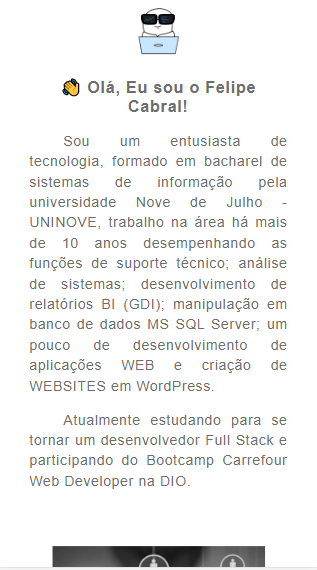 👋 Olá, Eu sou o Felipe
Cabral!
Sou um entusiasta de
tecnologia, formado em bacharel de
sistemas de informação pela
universidade Nove de Julho -
UNINOVE, trabalho na área há mais
de 10 anos desempenhando as
funções de suporte técnico; análise
de sistemas; desenvolvimento de
relatórios BI (GDI); manipulação em
banco de dados MS SQL Server; um
pouco de desenvolvimento de
aplicações WEB e criação de
WEBSITES em WordPress.
Atualmente estudando para se
tornar um desenvolvedor Full Stack e
participando do Bootcamp Carrefour
Web Developer na DIO.